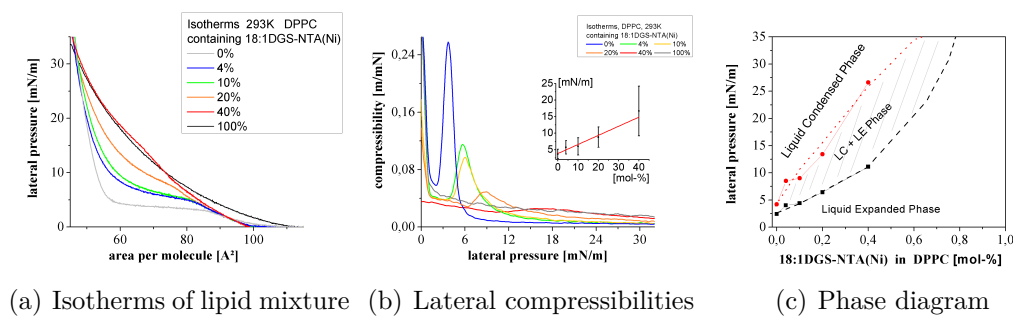 Isotherms 293K DPPC
containing 18:1DGS-NTA(Ni)
0%
4%
10%
20%
40%
100%
lateral pressure [mN/m]
30
20
10
0
60
80
100
area per molecule [A²]
(a) Isotherms of lipid mixture
Isotherms, DPPC, 293K
containing 18:1DGS-NTA(Ni)
0% 4% 10%
20% 40% 100%
compressibility [m/mN]
0,24
0,16
0,08
0,00
0 6 12 18 24 30
lateral pressure [mN/m]
[mN/m]
25
20
15
10
5
0
0 10 20 30 40
[mol-%]
(b) Lateral compressibilities
lateral pressure [mN/m]
35
30
25
20
15
10
5
0
Liquid Condensed Phase
LC + LE Phase
Liquid Expanded Phase
0,0 0,2 0,4 0,6 0,8 1,0
18:1DGS-NTA(Ni) in DPPC [mol-%]
(c) Phase diagram